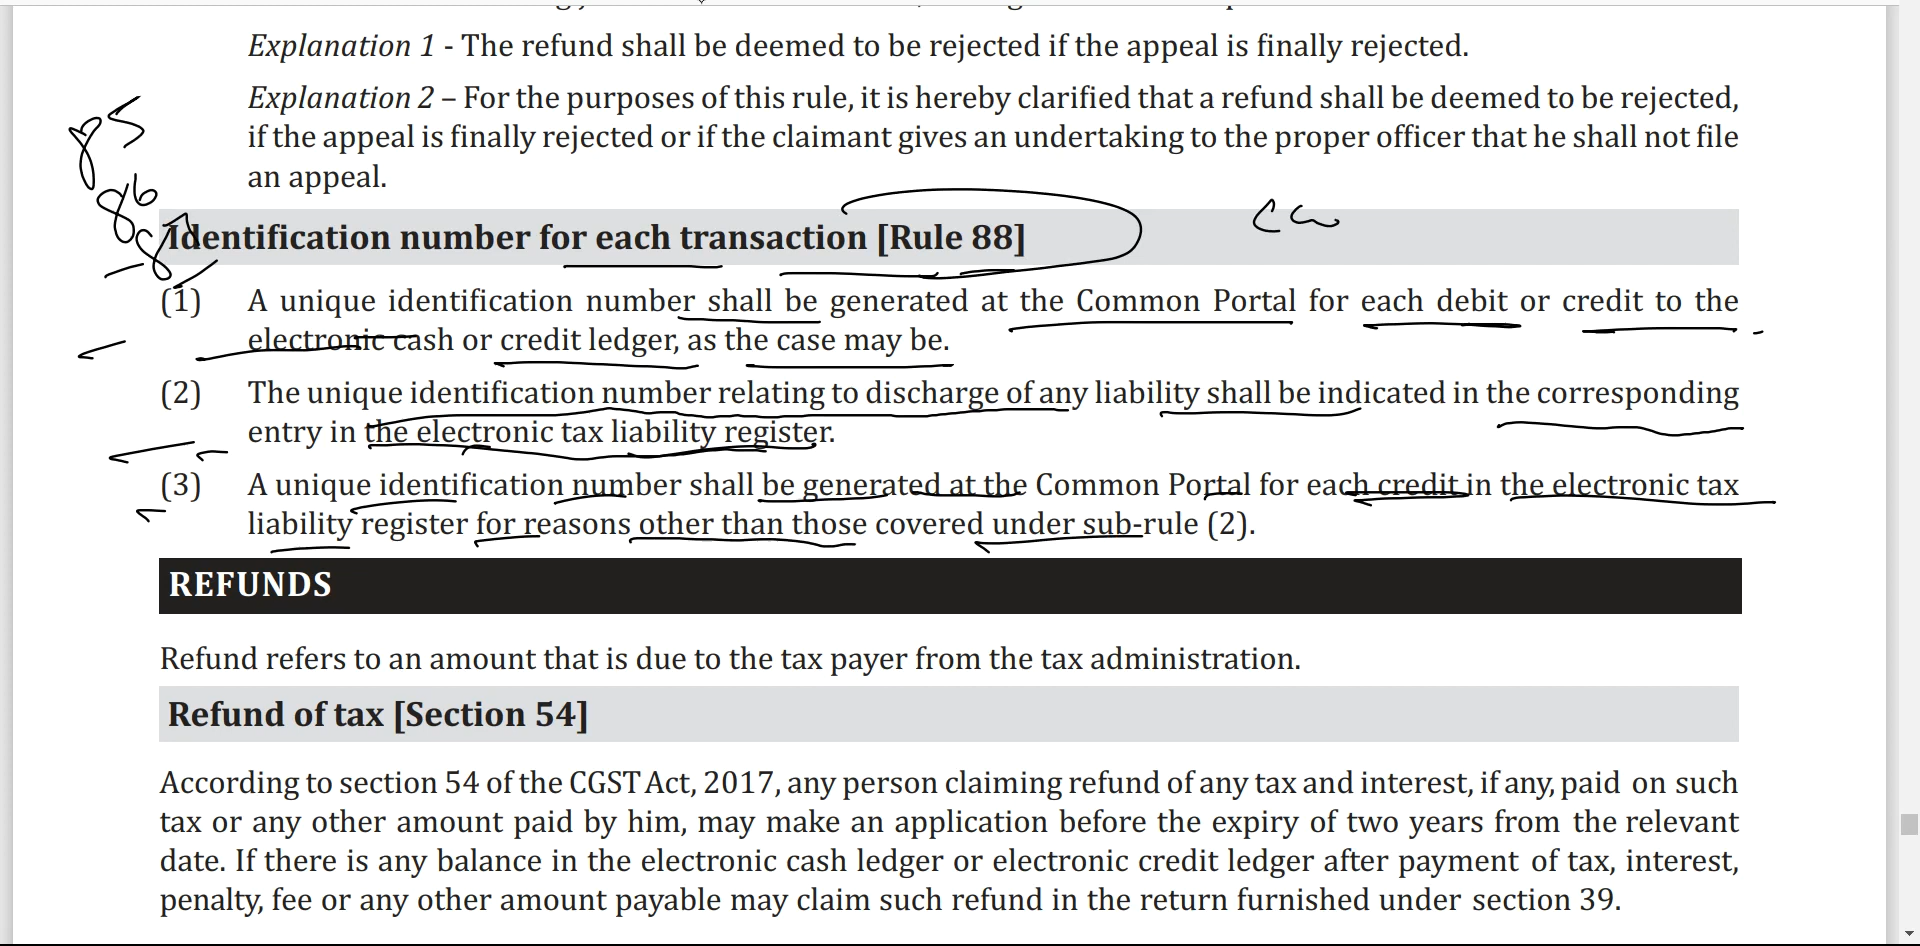 Explanation 1 - The refund shall be deemed to be rejected if the appeal is finally rejected.
Explanation 2 – For the purposes of this rule, it is hereby clarified that a refund shall be deemed to be rejected,
if the appeal is finally rejected or if the claimant gives an undertaking to the proper officer that he shall not file
an appeal.
85
86
87
Identification number for each transaction [Rule 88]
(1) A unique identification number shall be generated at the Common Portal for each debit or credit to the
electronic cash or credit ledger, as the case may be.
(2) The unique identification number relating to discharge of any liability shall be indicated in the corresponding
entry in the electronic tax liability register.
(3) A unique identification number shall be generated at the Common Portal for each credit in the electronic tax
liability register for reasons other than those covered under sub-rule (2).
REFUNDS
Refund refers to an amount that is due to the tax payer from the tax administration.
Refund of tax [Section 54]
According to section 54 of the CGST Act, 2017, any person claiming refund of any tax and interest, if any, paid on such
tax or any other amount paid by him, may make an application before the expiry of two years from the relevant
date. If there is any balance in the electronic cash ledger or electronic credit ledger after payment of tax, interest,
penalty, fee or any other amount payable may claim such refund in the return furnished under section 39.